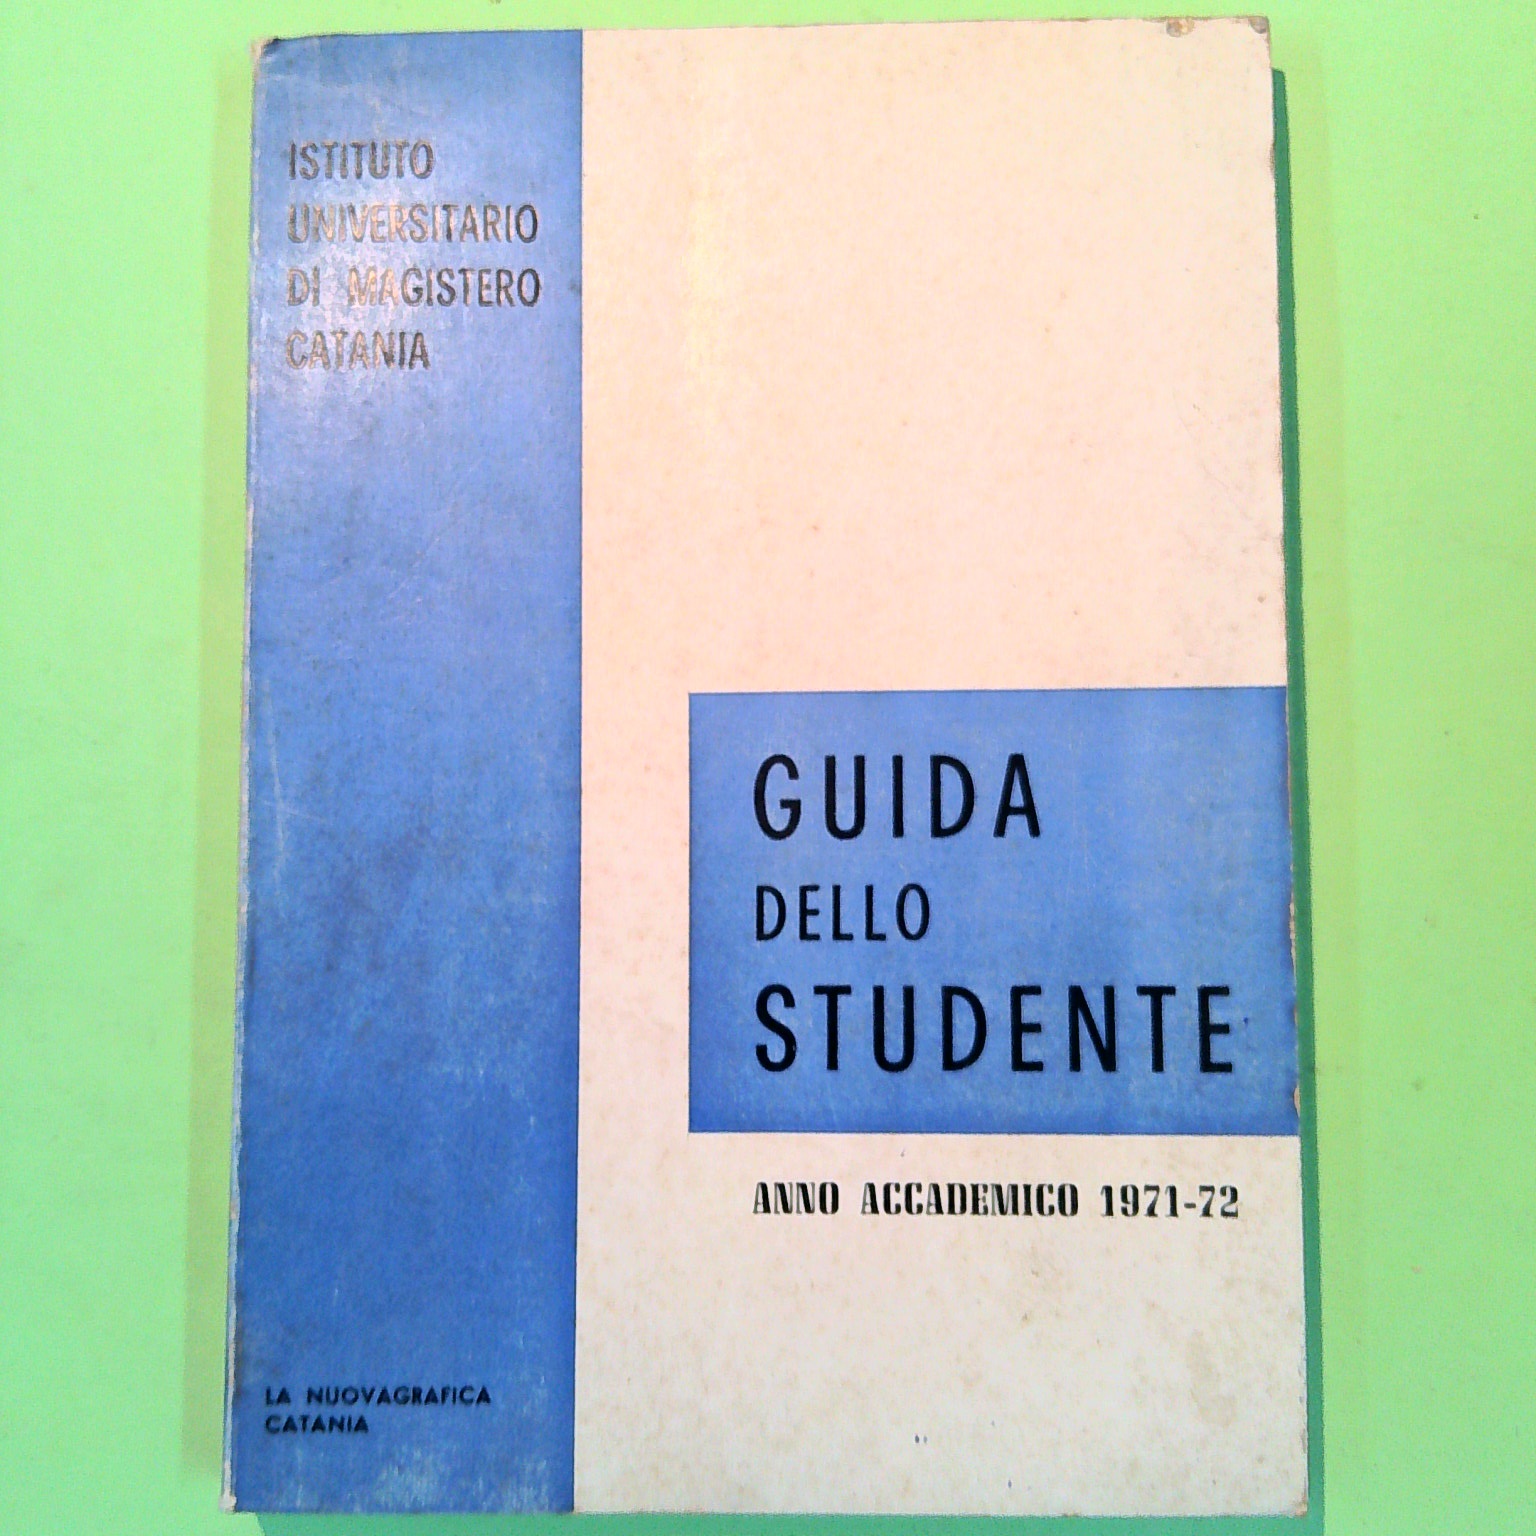 ISTITUTO
UNIVERSITARIO
DI MAGISTERO
CATANIA
GUIDA
DELLO
STUDENTE
ANNO ACCADEMICO 1971-72
LA NUOVAGRAFICA
CATANIA